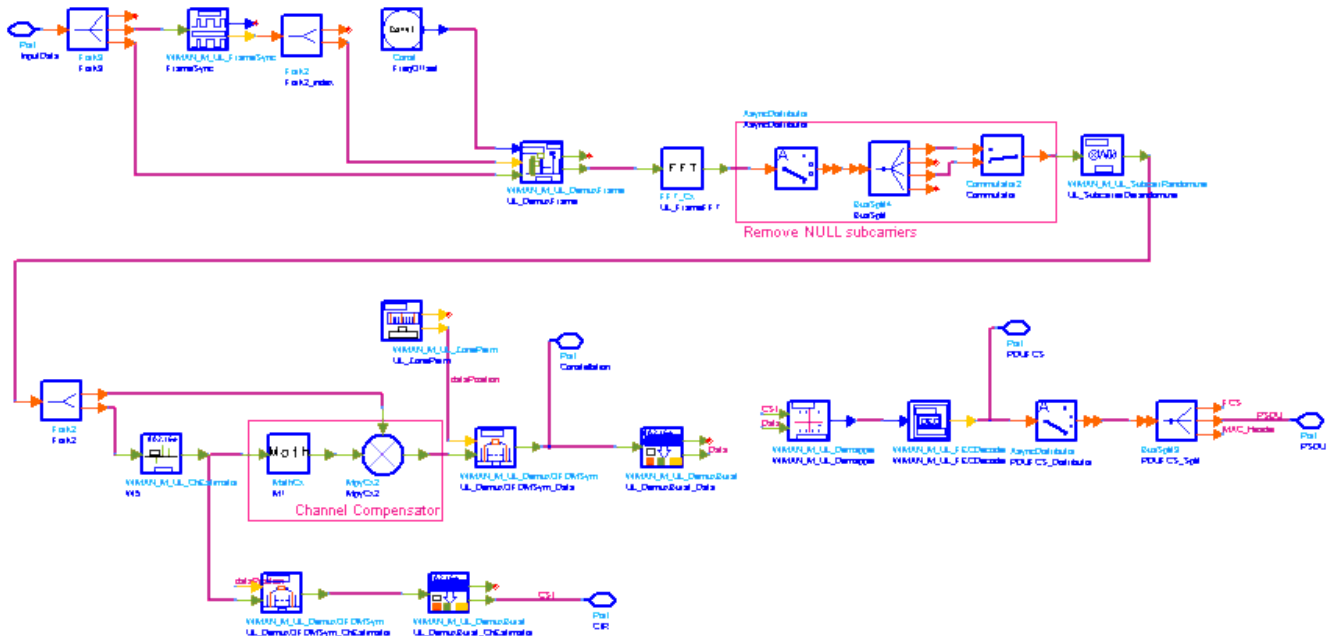 Port
InputData
Fork3
Fork3
WMAN_M_UL_FrameSync
FrameSync
Fork2
Fork2_index
Const
Const
FreqOffset
WMAN_M_UL_DemuxFrame
UL_DemuxFrame
FFT
FFT_Cx
UL_FrameFFT
AsyncDistributor
AsyncDistributor
A
BusSplit4
BusSplit
Commutator2
Commutator
Remove NULL subcarriers
UL_SubcarrierDerandomize
WMAN_M_UL_ZonePerm
UL_ZonePerm
dataPosition
Port
Constellation
Port
PDUFCS
Fork2
Fork2
WMAN_M_UL_ChEstimator
Math
MathCx
M1
MpyCx2
MpyCx2
Channel Compensator
WMAN_M_UL_DemuxOFDMSym
UL_DemuxOFDMSym_Data
WMAN_M_UL_DemuxBurst
UL_DemuxBurst_Data
Data
CSI
Data
WMAN_M_UL_Demapper
WMAN_M_UL_Demapper
WMAN_M_UL_FECDecoder
WMAN_M_UL_FECDecoder
A
AsyncDistributor
PDUFCS_Distributor
BusSplit3
PDUFCS_Split
FCS
PSDU
MAC_Header
Port
PSDU
dataPosition
WMAN_M_UL_DemuxOFDMSym
UL_DemuxOFDMSym_ChEstimator
WMAN_M_UL_DemuxBurst
UL_DemuxBurst_ChEstimator
CSI
Port
CIR